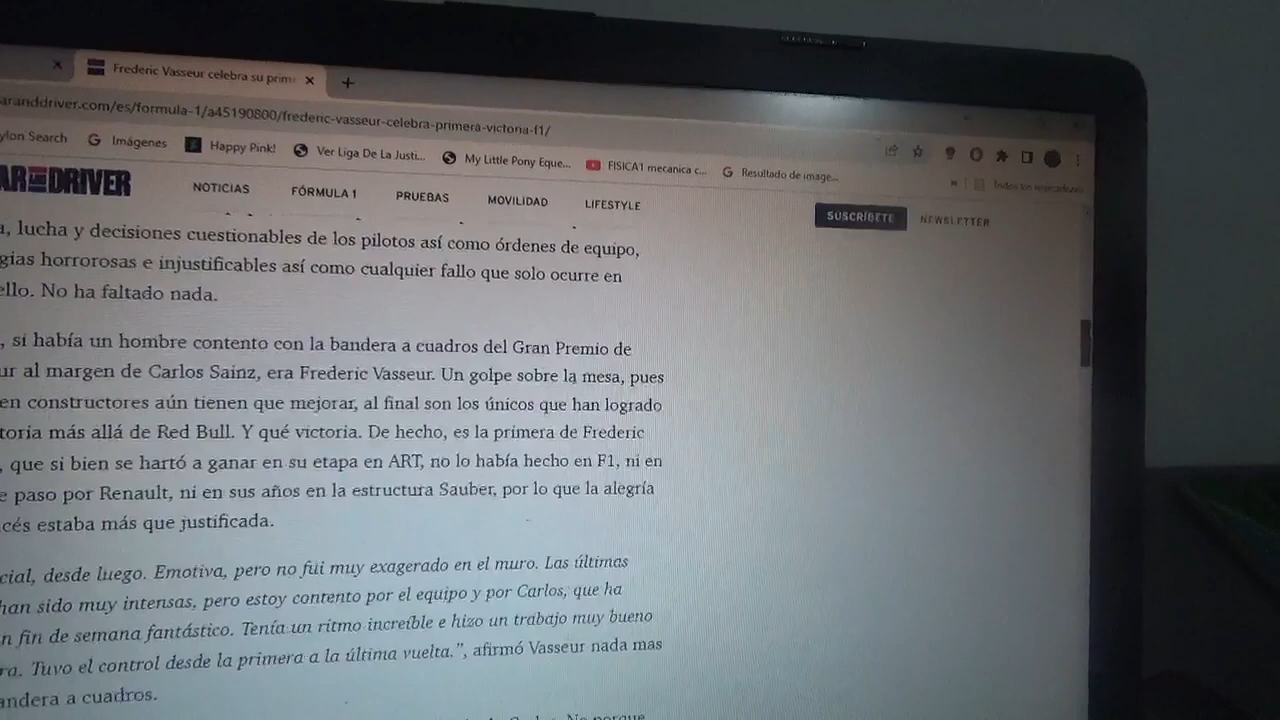 Frederic Vasseur celebra su prim
aranddriver.com/es/formula-1/a45190800/frederic-vasseur-celebra-primera-victoria-f1/
ylon Search Imágenes Happy Pink! Ver Liga De La Justi... My Little Pony Eque... FISICA1 mecanica c... Resultado de image...
AR AND DRIVER NOTICIAS FÓRMULA 1 PRUEBAS MOVILIDAD LIFESTYLE SUSCRÍBETE NEWSLETTER
a, lucha y decisiones cuestionables de los pilotos así como órdenes de equipo,
gias horrorosas e injustificables así como cualquier fallo que solo ocurre en
ello. No ha faltado nada.
, si había un hombre contento con la bandera a cuadros del Gran Premio de
ur al margen de Carlos Sainz, era Frederic Vasseur. Un golpe sobre la mesa, pues
en constructores aún tienen que mejorar, al final son los únicos que han logrado
toria más allá de Red Bull. Y qué victoria. De hecho, es la primera de Frederic
, que si bien se hartó a ganar en su etapa en ART, no lo había hecho en F1, ni en
e paso por Renault, ni en sus años en la estructura Sauber, por lo que la alegría
cés estaba más que justificada.
cial, desde luego. Emotiva, pero no fui muy exagerado en el muro. Las últimas
han sido muy intensas, pero estoy contento por el equipo y por Carlos, que ha
n fin de semana fantástico. Tenía un ritmo increíble e hizo un trabajo muy bueno
ra. Tuvo el control desde la primera a la última vuelta.”, afirmó Vasseur nada mas
andera a cuadros.